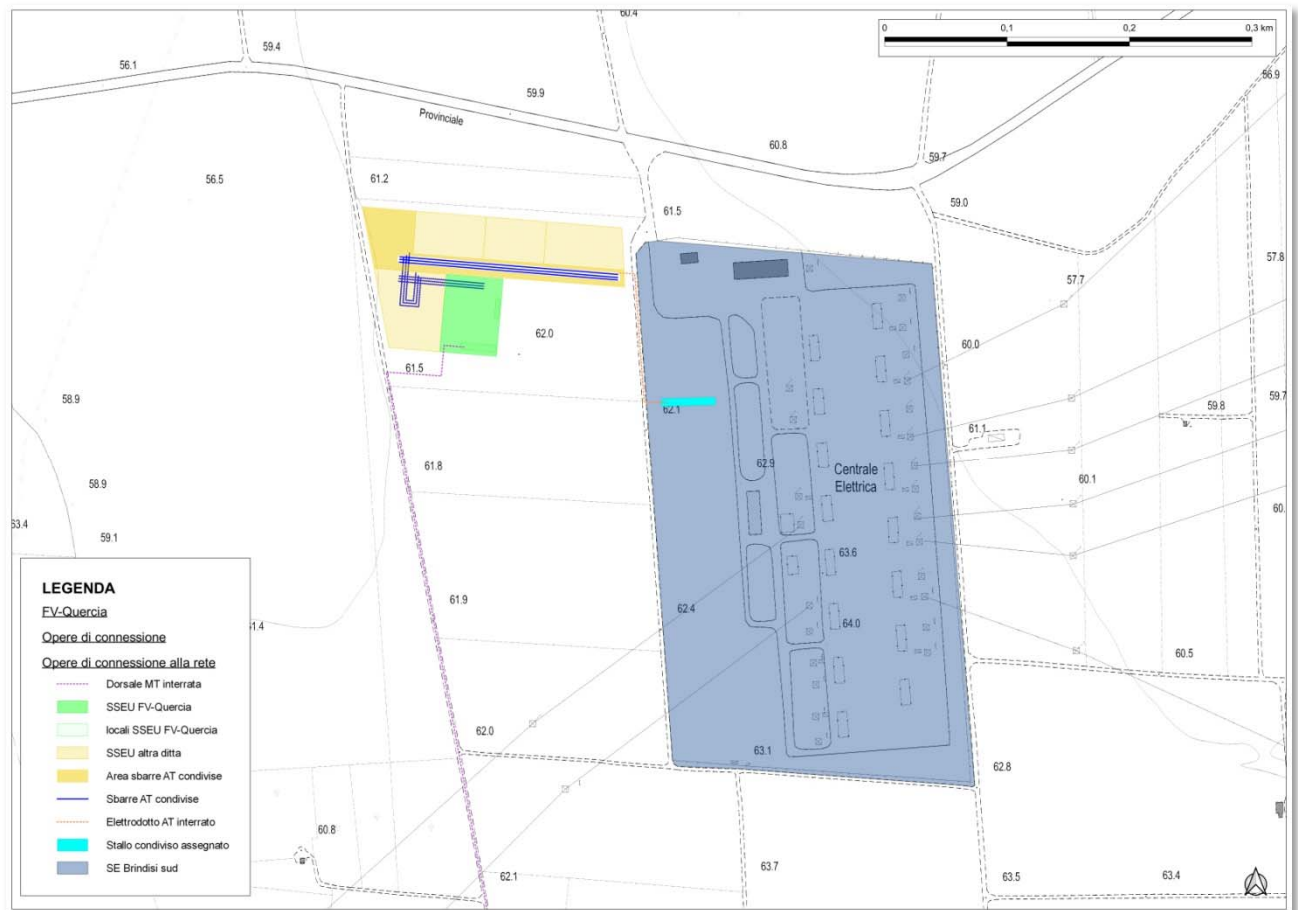 60.4
0 0,1 0,2 0,3 km
59.4
56.1
56.9
59.9
Provinciale
60.8
59.7
56.5
61.2
59.0
61.5
57.8
57.7
62.0
60.0
61.5
58.9
62.1
59.7
59.8
61.1
61.8
62.9
Centrale
Elettrica
60.1
58.9
63.4
59.1
60.
63.6
61.9
62.4
64.0
61.4
60.5
62.0
63.1
62.8
60.8
63.7
62.1
63.5
63.4
LEGENDA
FV-Quercia
Opere di connessione
Opere di connessione alla rete
Dorsale MT interrata
SSEU FV-Quercia
locali SSEU FV-Quercia
SSEU altra ditta
Area sbarre AT condivise
Sbarre AT condivise
Elettrodotto AT interrato
Stallo condiviso assegnato
SE Brindisi sud